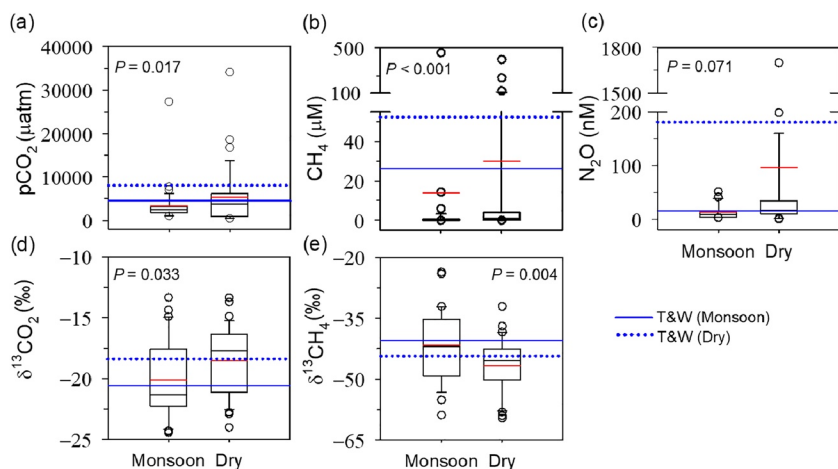 (a)
pCO2 (µatm)
40000
30000
20000
10000
0
P = 0.017
(b)
CH4 (µM)
500
100
40
20
0
P < 0.001
(c)
N2O (nM)
1800
1500
200
100
0
P = 0.071
Monsoon Dry
(d)
δ13CO2 (‰)
−10
−15
−20
−25
P = 0.033
Monsoon Dry
(e)
δ13CH4 (‰)
−20
−35
−50
−65
P = 0.004
Monsoon Dry
T&W (Monsoon)
T&W (Dry)